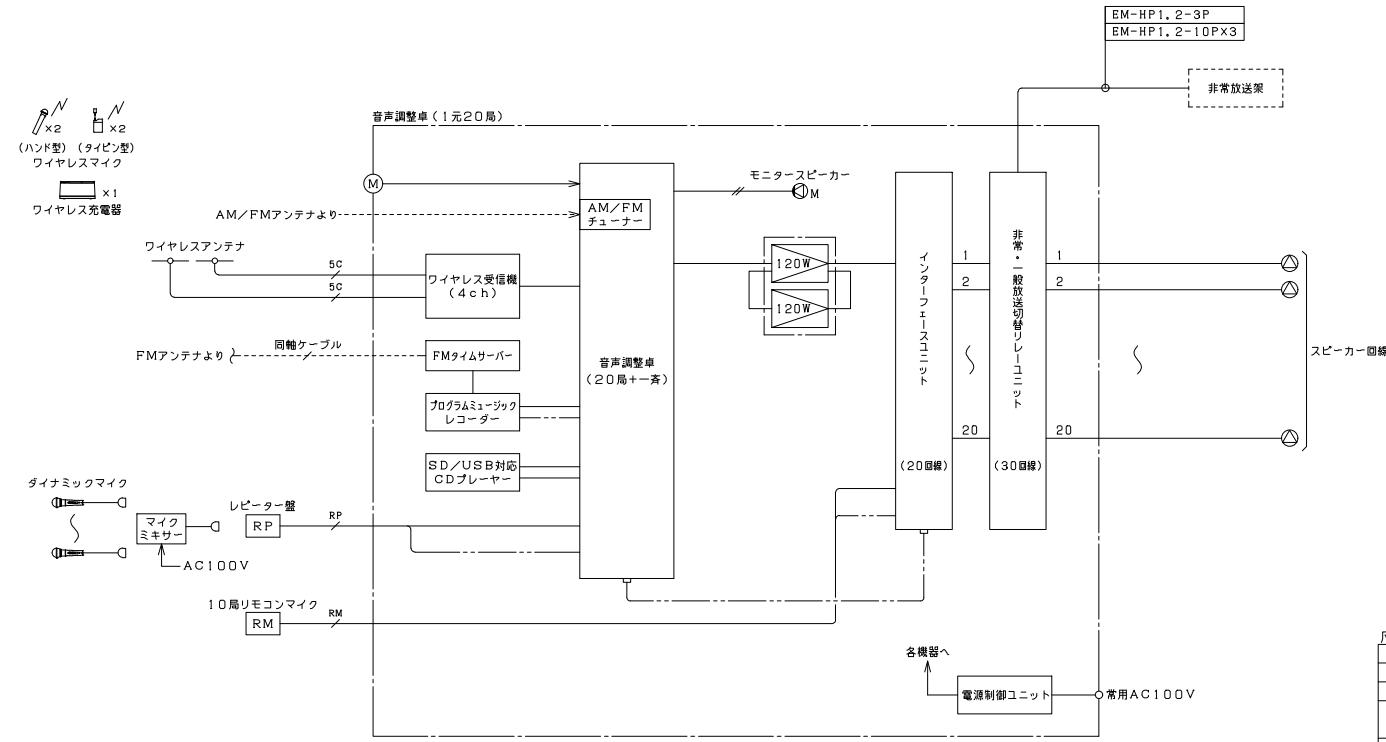 EM-HP1.2-3P
EM-HP1.2-10P×3
非常放送架
音声調整卓(1元20局)
×2
×2
(ハンド型)
(タイピン型)
ワイヤレスマイク
×1
ワイヤレス充電器
M
モニタースピーカー
M
AM/FMアンテナより
AM/FM
チューナー
ワイヤレスアンテナ
5C
5C
ワイヤレス受信機
(4ch)
120W
120W
インターフェースユニット
(20回線)
非常・一般放送切替リレーユニット
(30回線)
1
2
20
1
2
20
スピーカー回線
FMアンテナより
同軸ケーブル
FMタイムサーバー
音声調整卓
(20局+一斉)
プログラムミュージック
レコーダー
SD/USB対応
CDプレーヤー
ダイナミックマイク
マイク
ミキサー
AC100V
レピーター盤
RP
RP
10局リモコンマイク
RM
RM
各機器へ
電源制御ユニット
常用AC100V